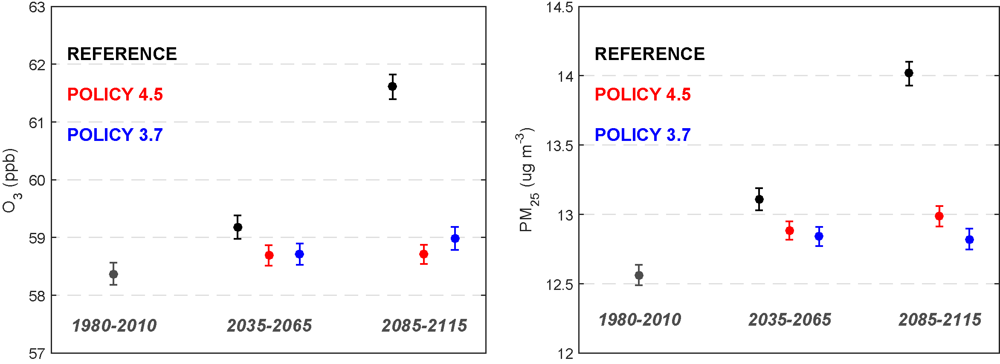 63
62
61
60
59
58
57
O3 (ppb)
REFERENCE
POLICY 4.5
POLICY 3.7
1980-2010 2035-2065 2085-2115
14.5
14
13.5
13
12.5
12
PM25 (ug m-3)
REFERENCE
POLICY 4.5
POLICY 3.7
1980-2010 2035-2065 2085-2115